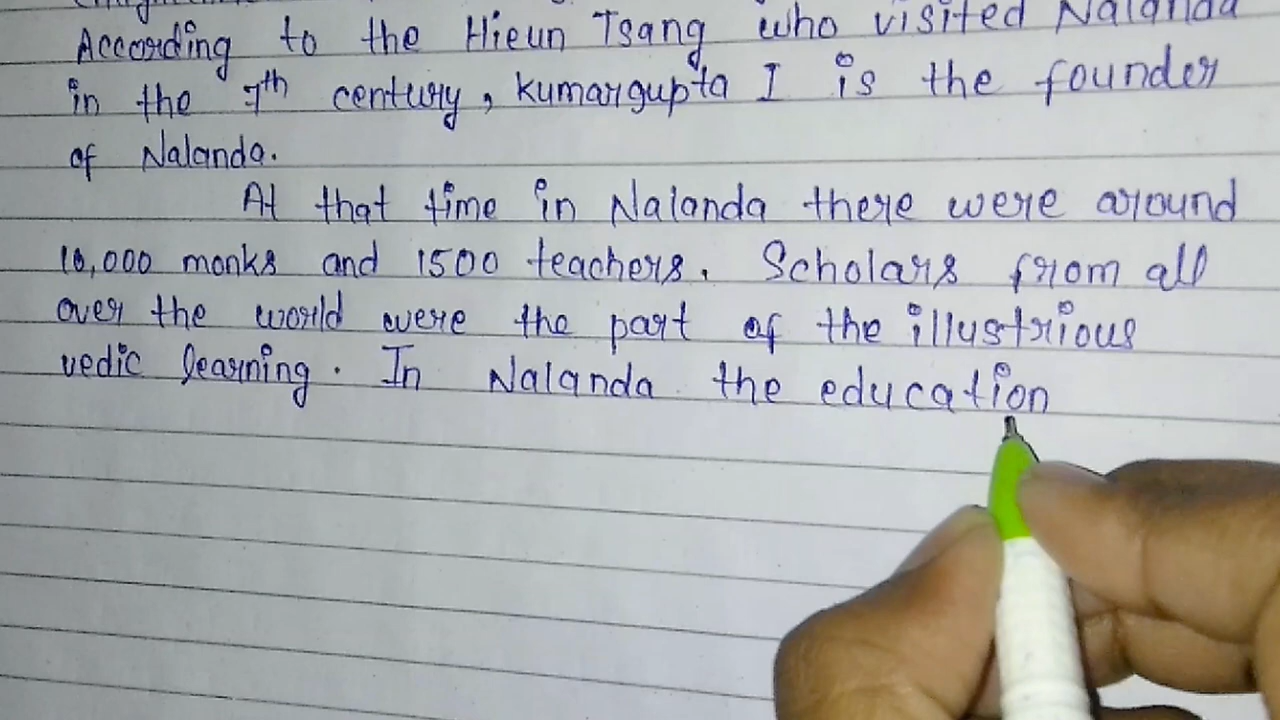 According to the Hieun Tsang who visited Nalanda
in the 7th century, Kumargupta I is the founder
of Nalanda.
At that time in Nalanda there were around
10,000 monks and 1500 teachers. Scholars from all
over the world were the part of the illustrious
vedic learning. In Nalanda the education